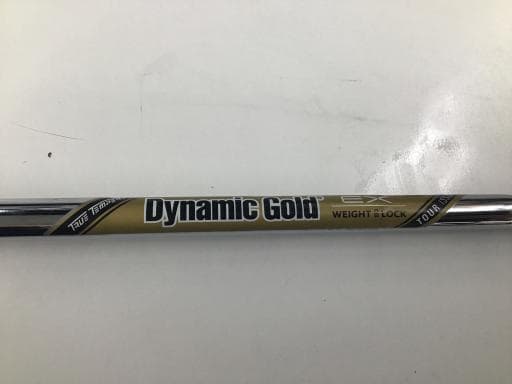 TRUE TEMPER
Dynamic Gold
EX
WEIGHT LOCK
TOUR